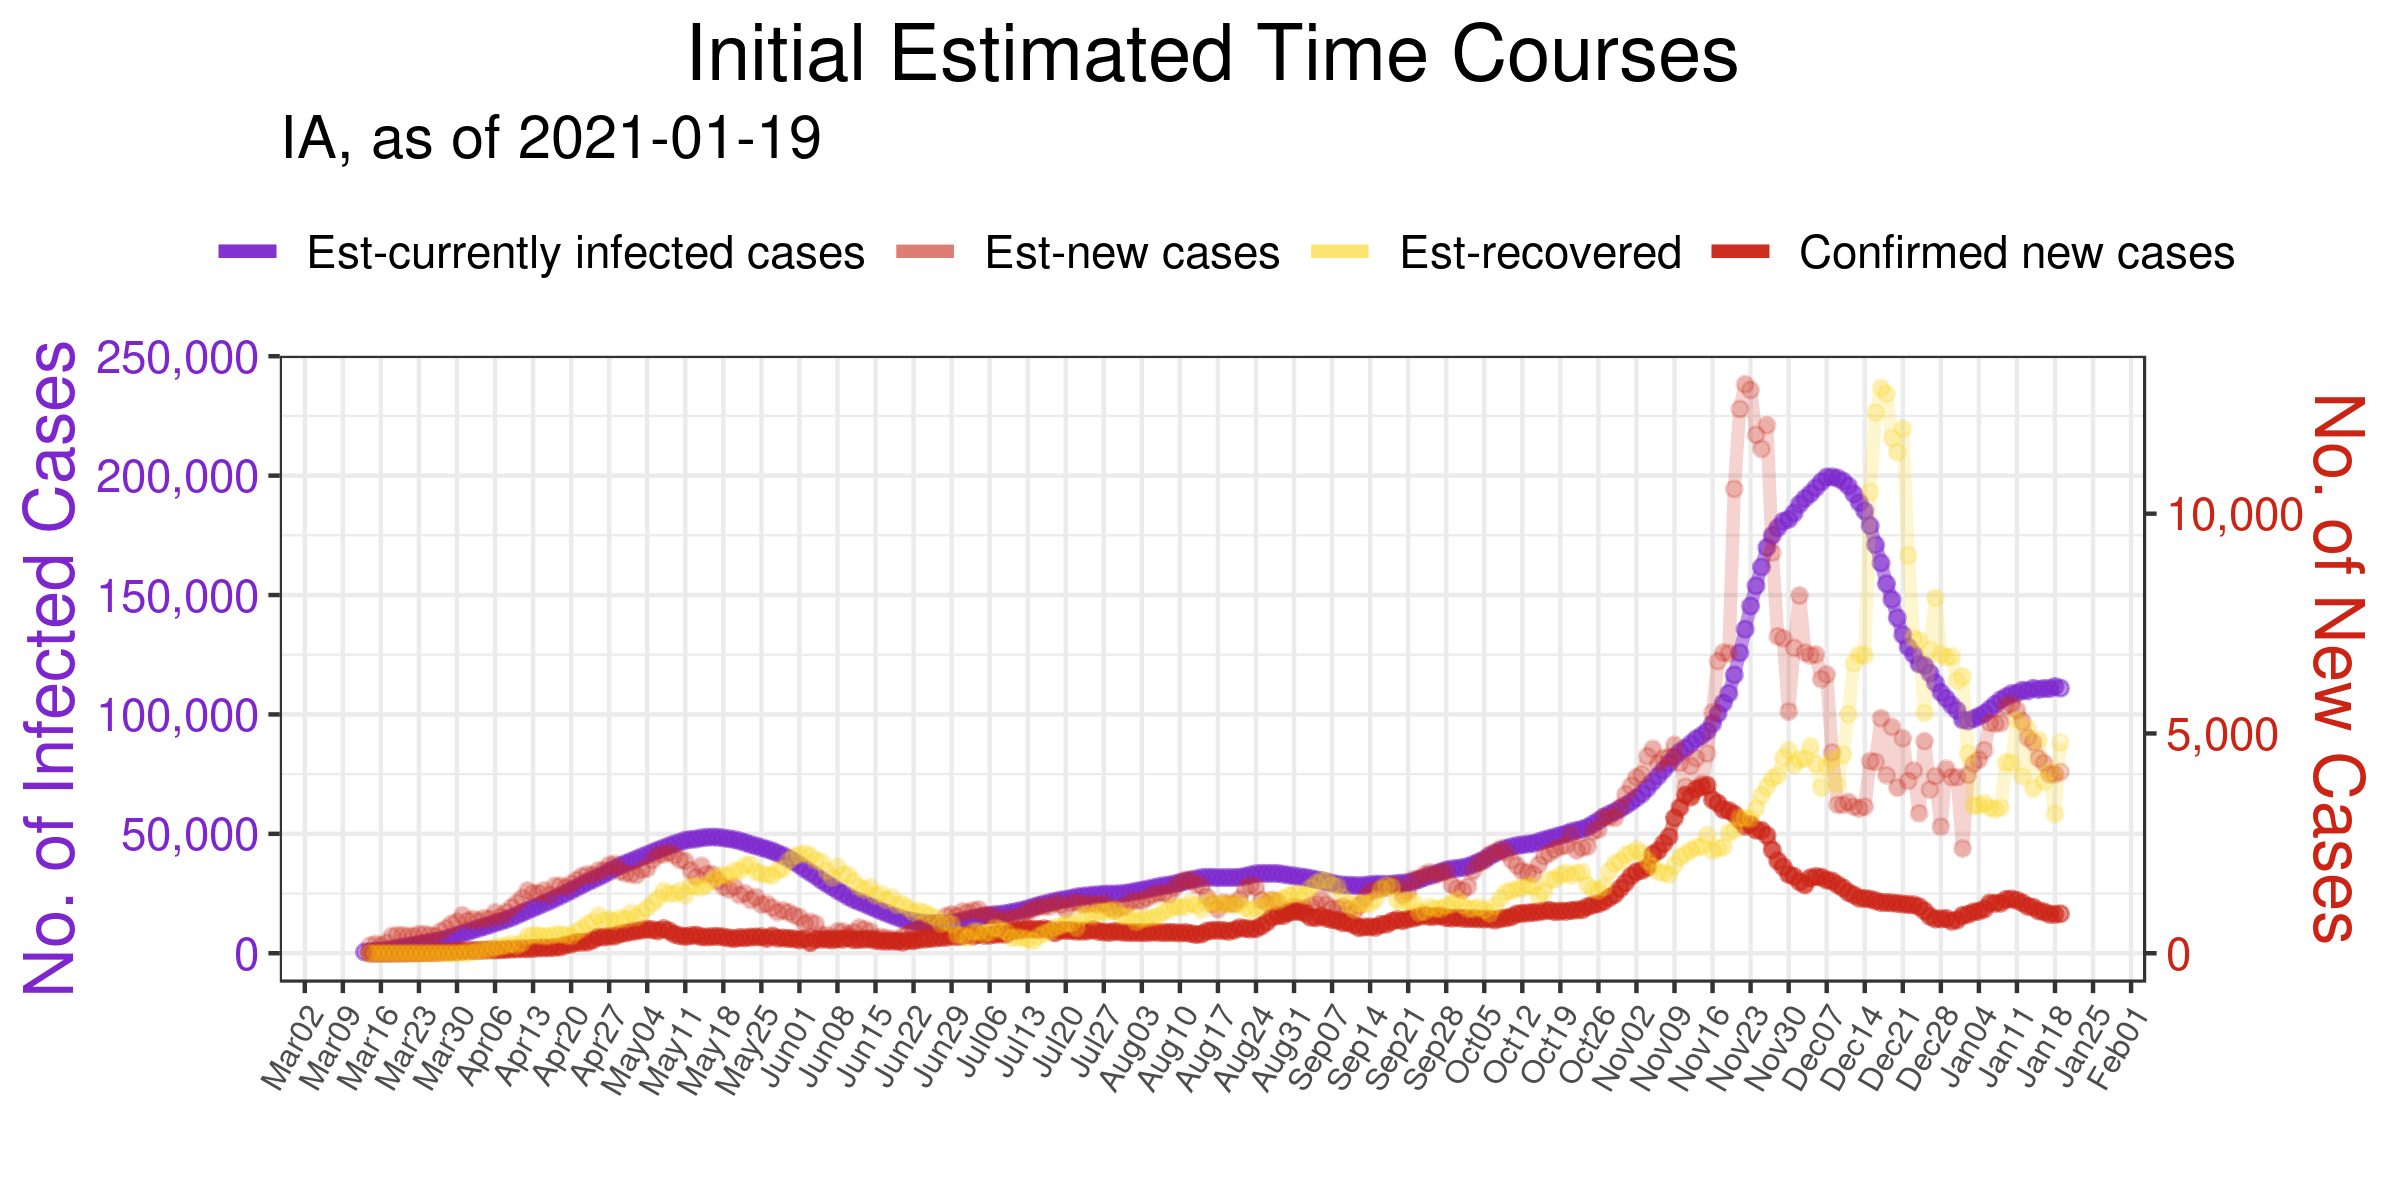 Initial Estimated Time Courses
IA, as of 2021-01-19
Est-currently infected cases Est-new cases Est-recovered Confirmed new cases
No. of Infected Cases
250,000
200,000
150,000
100,000
50,000
0
10,000
5,000
0
No. of New Cases
Mar02 Mar09 Mar16 Mar23 Mar30 Apr06 Apr13 Apr20 Apr27 May04 May11 May18 May25 Jun01 Jun08 Jun15 Jun22 Jun29 Jul06 Jul13 Jul20 Jul27 Aug03 Aug10 Aug17 Aug24 Aug31 Sep07 Sep14 Sep21 Sep28 Oct05 Oct12 Oct19 Oct26 Nov02 Nov09 Nov16 Nov23 Nov30 Dec07 Dec14 Dec21 Dec28 Jan04 Jan11 Jan18 Jan25 Feb01